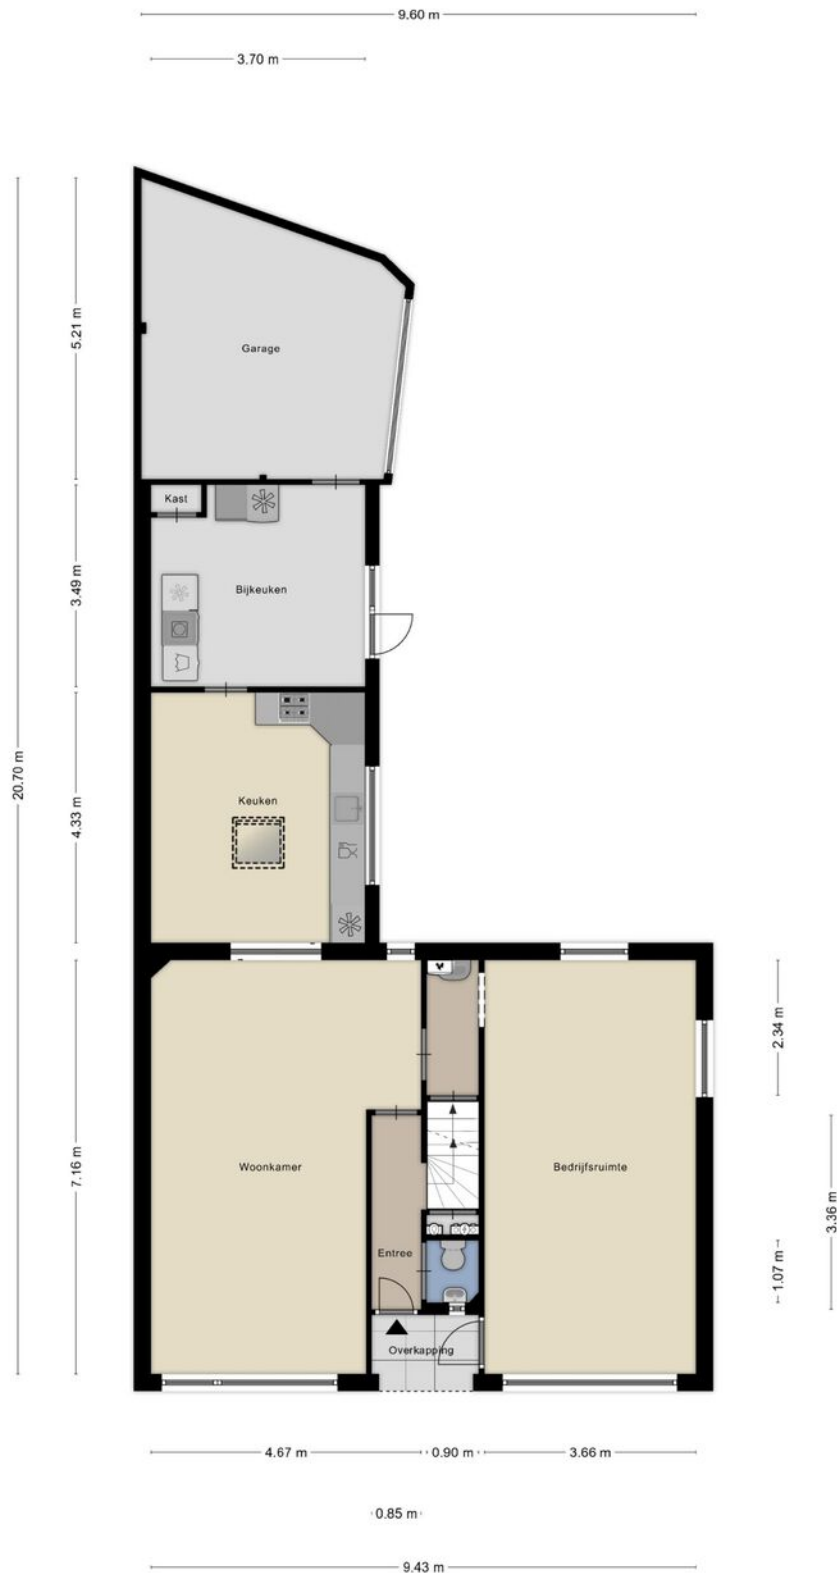 9.60 m
3.70 m
5.21 m
Garage
Kast
3.49 m
Bijkeuken
20.70 m
4.33 m
Keuken
2.34 m
7.16 m
Woonkamer
Bedrijfsruimte
3.36 m
Entree
1.07 m
Overkapping
4.67 m
0.90 m
3.66 m
0.85 m
9.43 m